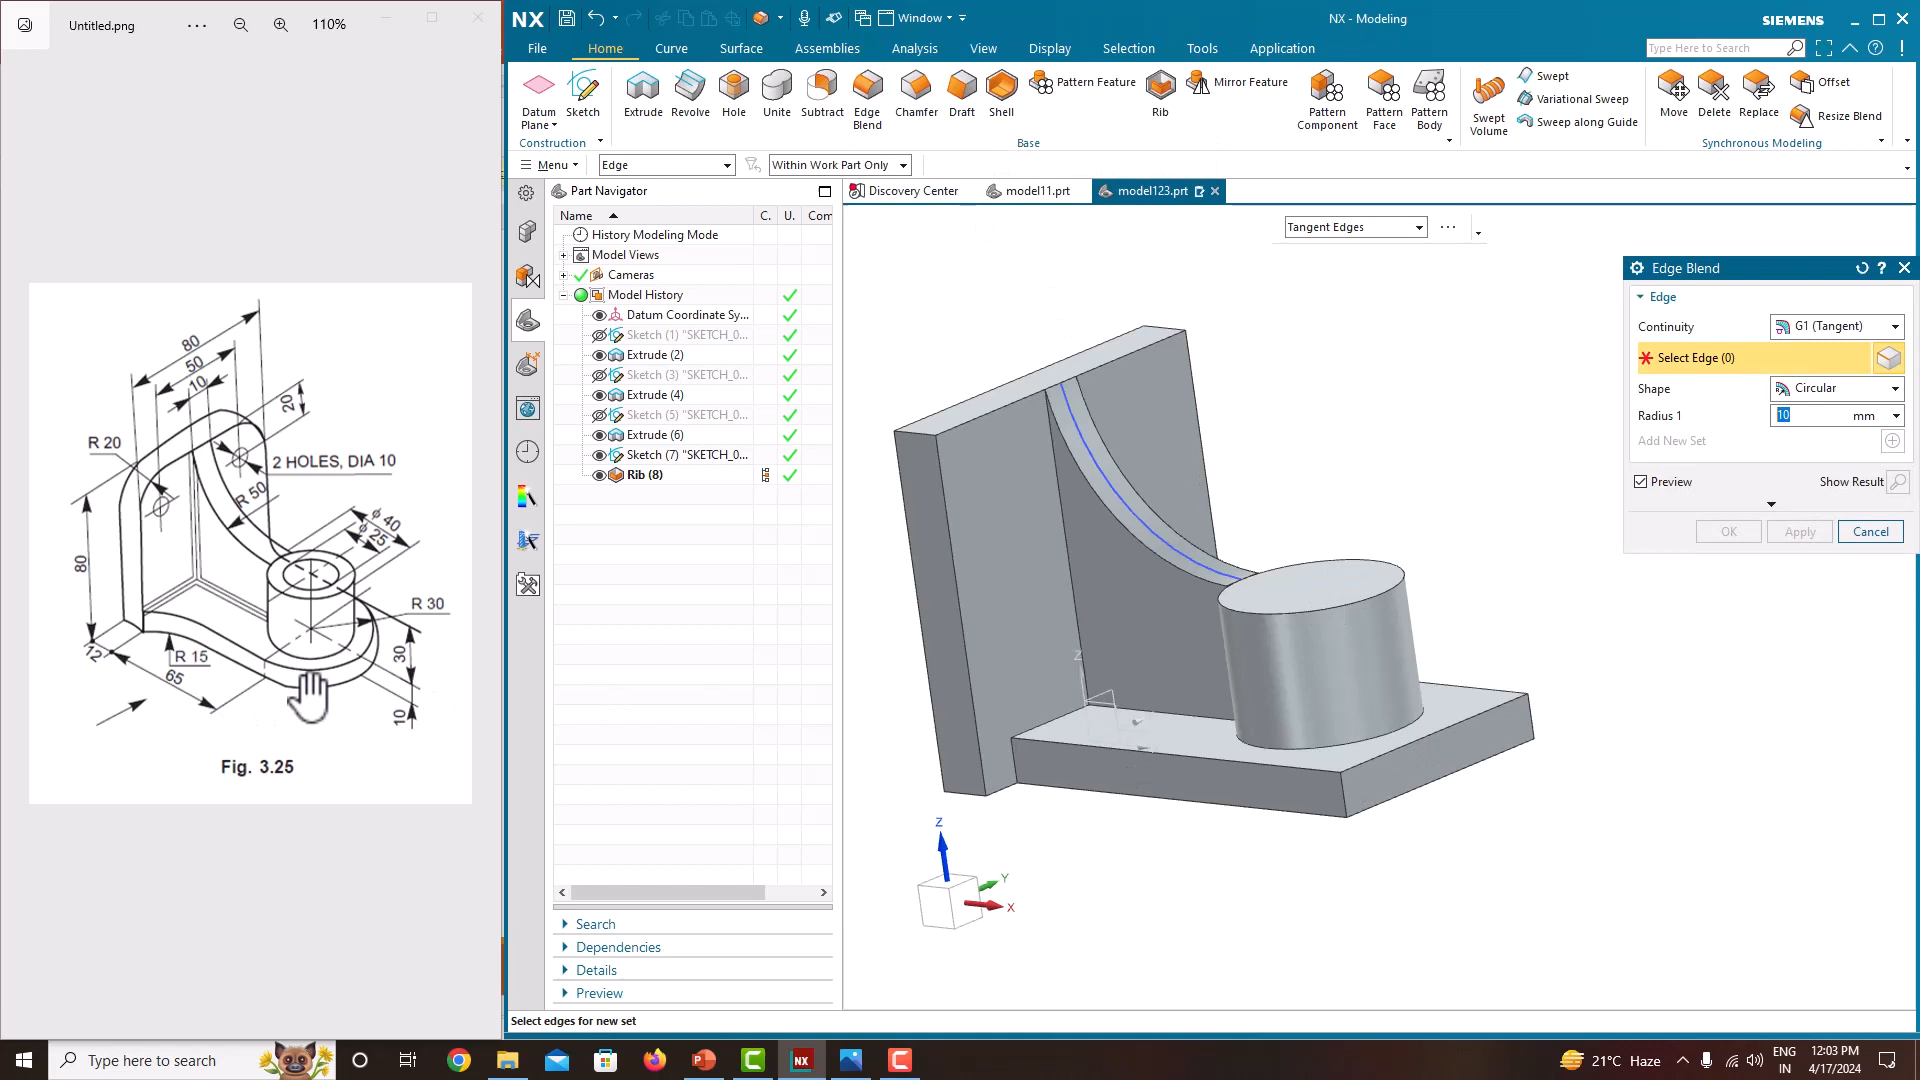 Untitled.png
110%
80
50
10
20
R 20
2 HOLES, DIA 10
R 50
ϕ 40
ϕ 25
80
R 30
12
R 15
65
30
10
Fig. 3.25
NX
Window
NX - Modeling
SIEMENS
File
Home
Curve
Surface
Assemblies
Analysis
View
Display
Selection
Tools
Application
Type Here to Search
Datum Plane
Sketch
Extrude
Revolve
Hole
Unite
Subtract
Edge Blend
Chamfer
Draft
Shell
Pattern Feature
Rib
Mirror Feature
Pattern Component
Pattern Face
Pattern Body
Swept Volume
Swept
Variational Sweep
Sweep along Guide
Move
Delete
Replace
Offset
Resize Blend
Construction
Base
Synchronous Modeling
Menu
Edge
Within Work Part Only
Part Navigator
Discovery Center
model11.prt
model123.prt
Name
C.
U.
Com
History Modeling Mode
Model Views
Cameras
Model History
Datum Coordinate Sy...
Sketch (1) "SKETCH_0...
Extrude (2)
Sketch (3) "SKETCH_0...
Extrude (4)
Sketch (5) "SKETCH_0...
Extrude (6)
Sketch (7) "SKETCH_0...
Rib (8)
Search
Dependencies
Details
Preview
Tangent Edges
Z
Z
Y
X
Edge Blend
Edge
Continuity
G1 (Tangent)
Select Edge (0)
Shape
Circular
Radius 1
10
mm
Add New Set
Preview
Show Result
OK
Apply
Cancel
Select edges for new set
Type here to search
NX
21°C Haze
ENG
IN
12:03 PM
4/17/2024